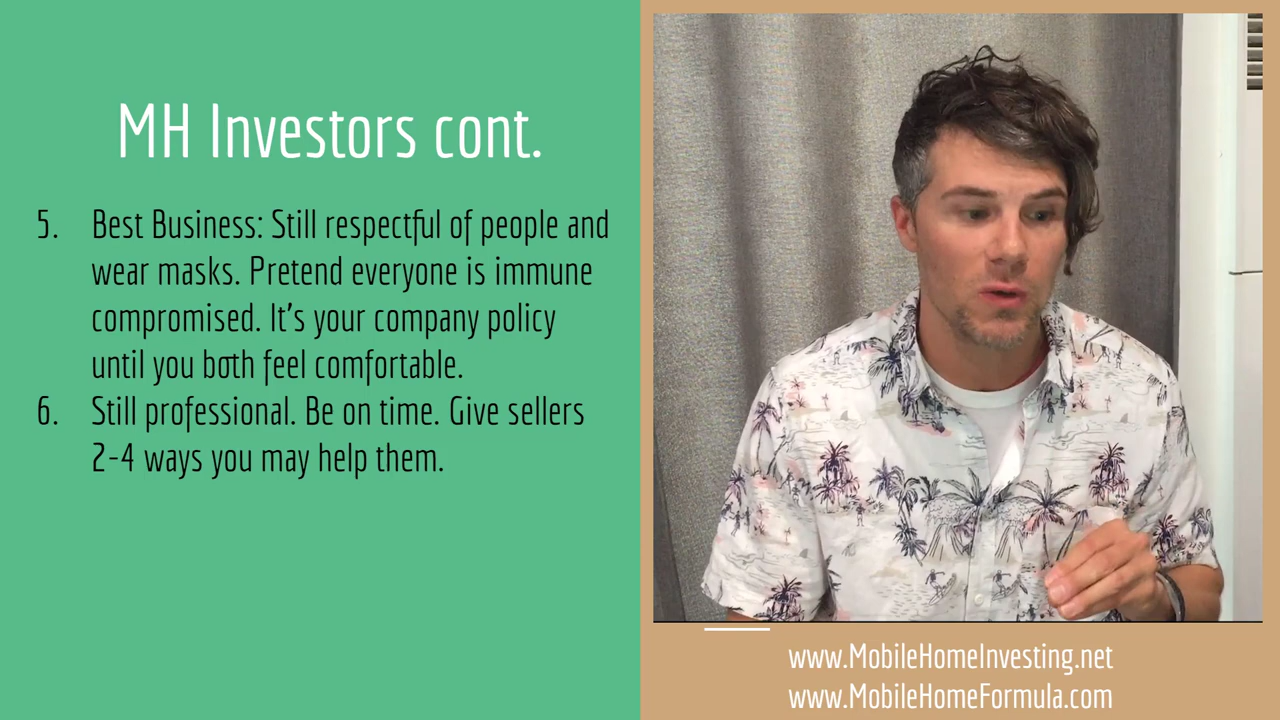 MH Investors cont.
5. Best Business: Still respectful of people and
wear masks. Pretend everyone is immune
compromised. It's your company policy
until you both feel comfortable.
6. Still professional. Be on time. Give sellers
2-4 ways you may help them.
www.MobileHomeInvesting.net
www.MobileHomeFormula.com